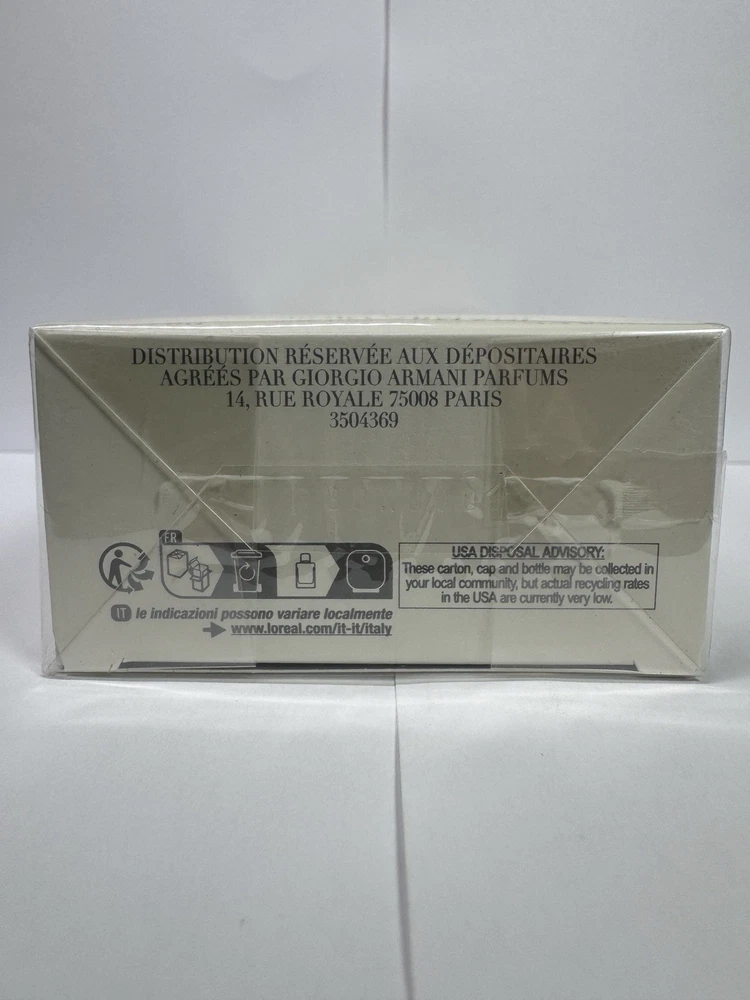 DISTRIBUTION RÉSERVÉE AUX DÉPOSITAIRES
AGRÉÉS PAR GIORGIO ARMANI PARFUMS
14, RUE ROYALE 75008 PARIS
3504369
FR
IT le indicazioni possono variare localmente
www.loreal.com/it-it/italy
USA DISPOSAL ADVISORY:
These carton, cap and bottle may be collected in
your local community, but actual recycling rates
in the USA are currently very low.